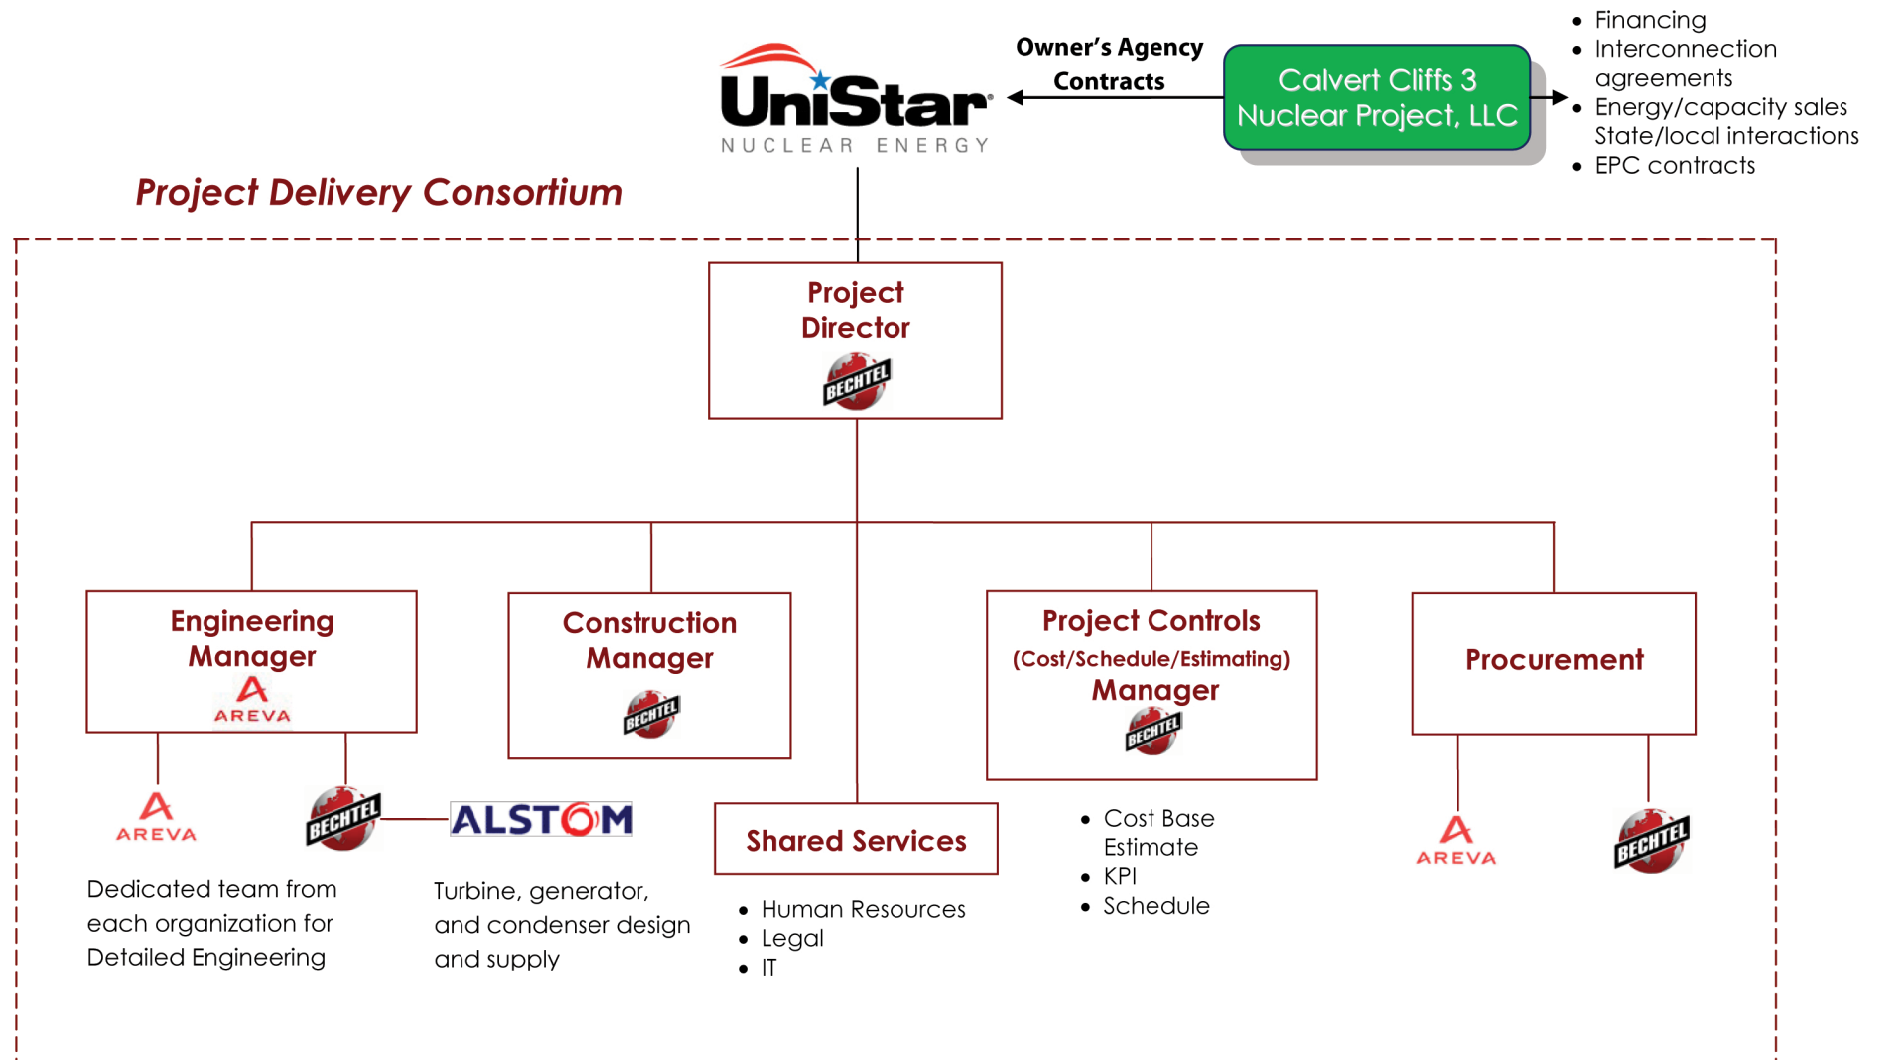 Owner's Agency
Contracts
UniStar
NUCLEAR ENERGY
Calvert Cliffs 3
Nuclear Project, LLC
• Financing
• Interconnection
agreements
• Energy/capacity sales
State/local interactions
• EPC contracts
Project Delivery Consortium
Project
Director
BECHTEL
Engineering
Manager
AREVA
Construction
Manager
BECHTEL
Project Controls
(Cost/Schedule/Estimating)
Manager
BECHTEL
Procurement
AREVA
BECHTEL
ALSTOM
Dedicated team from
each organization for
Detailed Engineering
Turbine, generator,
and condenser design
and supply
Shared Services
• Human Resources
• Legal
• IT
• Cost Base
Estimate
• KPI
• Schedule
AREVA
BECHTEL